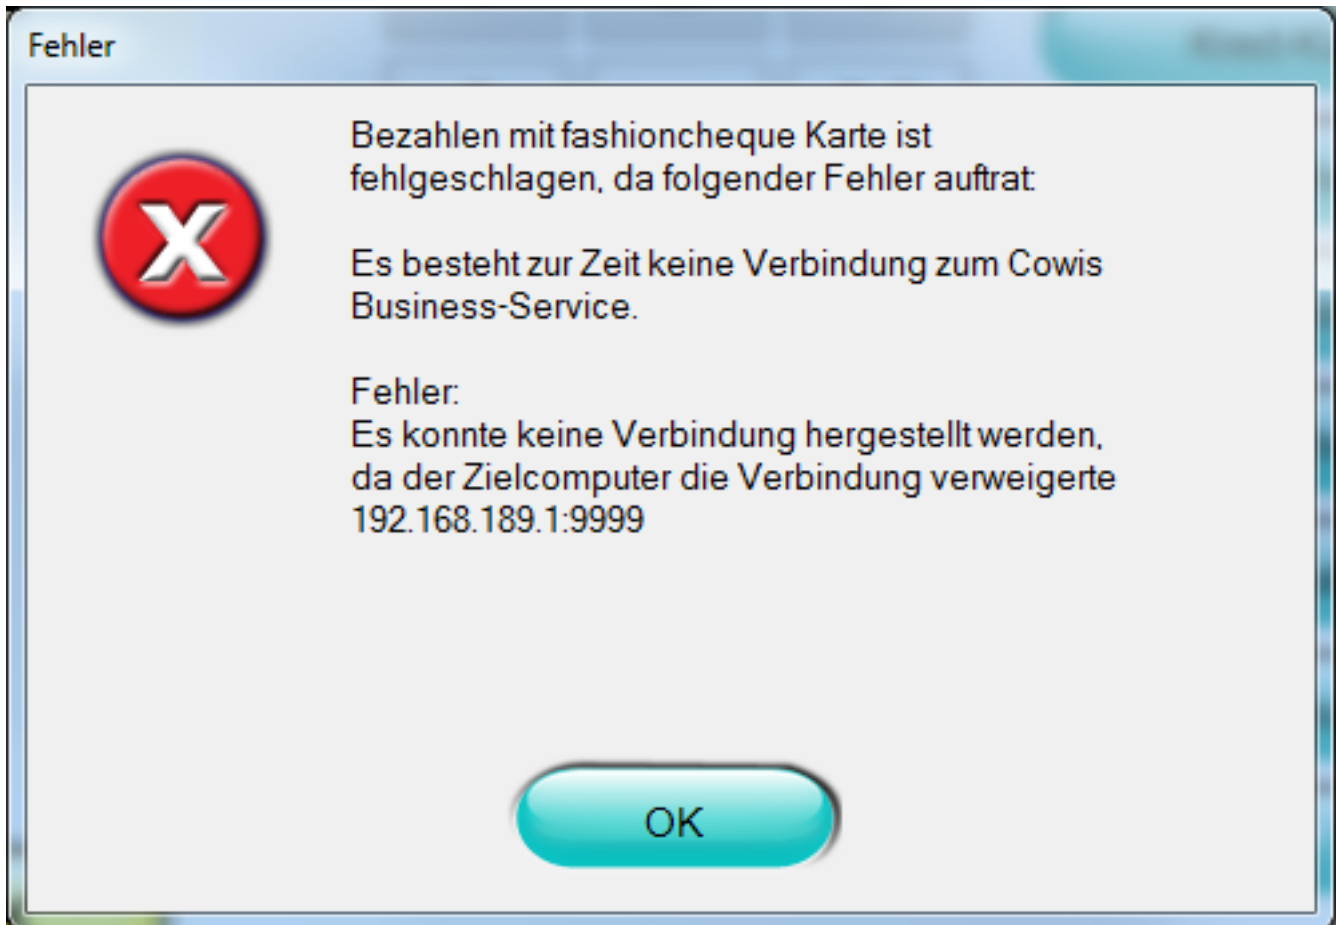 Fehler
Bezahlen mit fashioncheque Karte ist
fehlgeschlagen, da folgender Fehler auftrat:
Es besteht zur Zeit keine Verbindung zum Cowis
Business-Service.
Fehler:
Es konnte keine Verbindung hergestellt werden,
da der Zielcomputer die Verbindung verweigerte
192.168.189.1:9999
OK